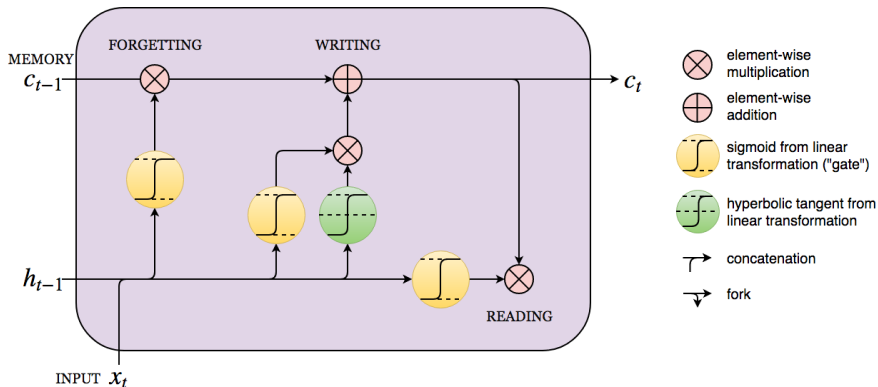 FORGETTING
WRITING
MEMORY
c_{t-1}
c_t
h_{t-1}
READING
INPUT x_t
element-wise
multiplication
element-wise
addition
sigmoid from linear
transformation ("gate")
hyperbolic tangent from
linear transformation
concatenation
fork